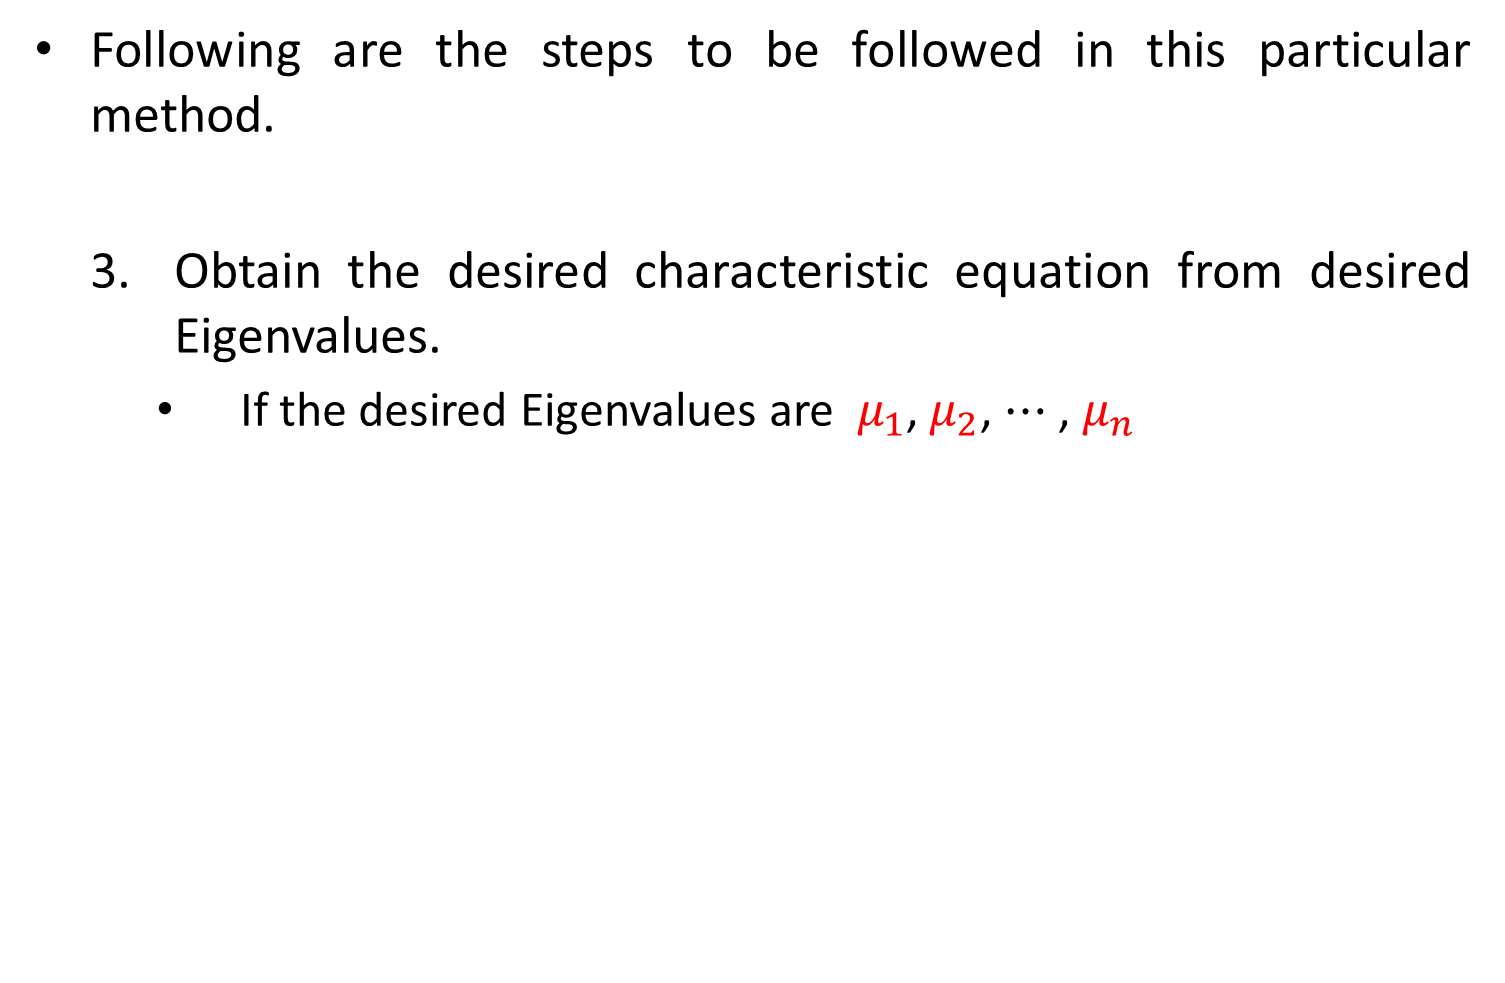 • Following are the steps to be followed in this particular
method.
3. Obtain the desired characteristic equation from desired
Eigenvalues.
• If the desired Eigenvalues are μ₁, μ₂, ⋯ , μₙ